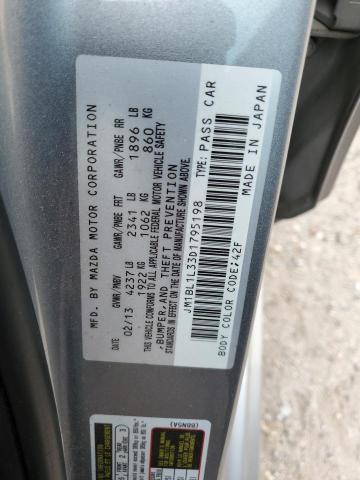 MFD. BY MAZDA MOTOR CORPORATION
02/13 GVWR/PNBV 4237 LB GAWR/PNBE FRT 2341 LB GAWR/PNBE RR 1896 LB
1922 KG 1062 KG 860 KG
THIS VEHICLE CONFORMS TO ALL APPLICABLE FEDERAL MOTOR VEHICLE SAFETY
,BUMPER, AND THEFT PREVENTION
STANDARDS IN EFFECT ON THE DATE OF MANUFACTURE SHOWN ABOVE.
JM1BL1L33D1795198 TYPE: PASS CAR
BODY COLOR CODE:42F MADE IN JAPAN
(BBN5A)